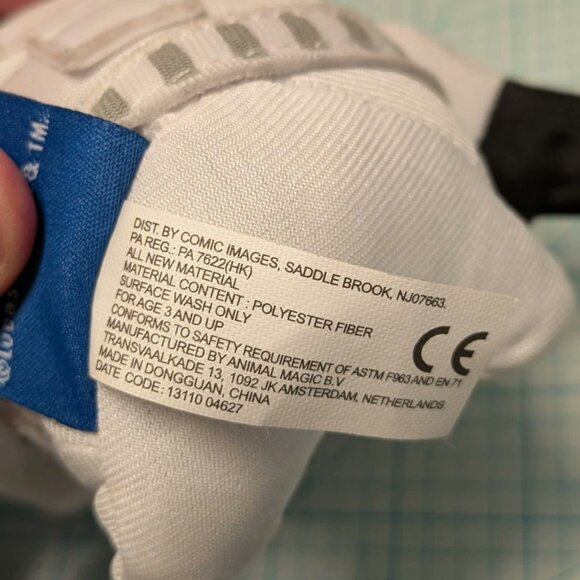 © Lucas
& TM.
DIST. BY COMIC IMAGES, SADDLE BROOK, NJ07663.
PA REG.: PA 7622(HK)
ALL NEW MATERIAL
MATERIAL CONTENT : POLYESTER FIBER
SURFACE WASH ONLY
FOR AGE 3 AND UP
CONFORMS TO SAFETY REQUIREMENT OF ASTM F963 AND EN 71
MANUFACTURED BY ANIMAL MAGIC B.V
TRANSVAALKADE 13, 1092 JK AMSTERDAM, NETHERLANDS
MADE IN DONGGUAN, CHINA
DATE CODE : 13110 04627
CE